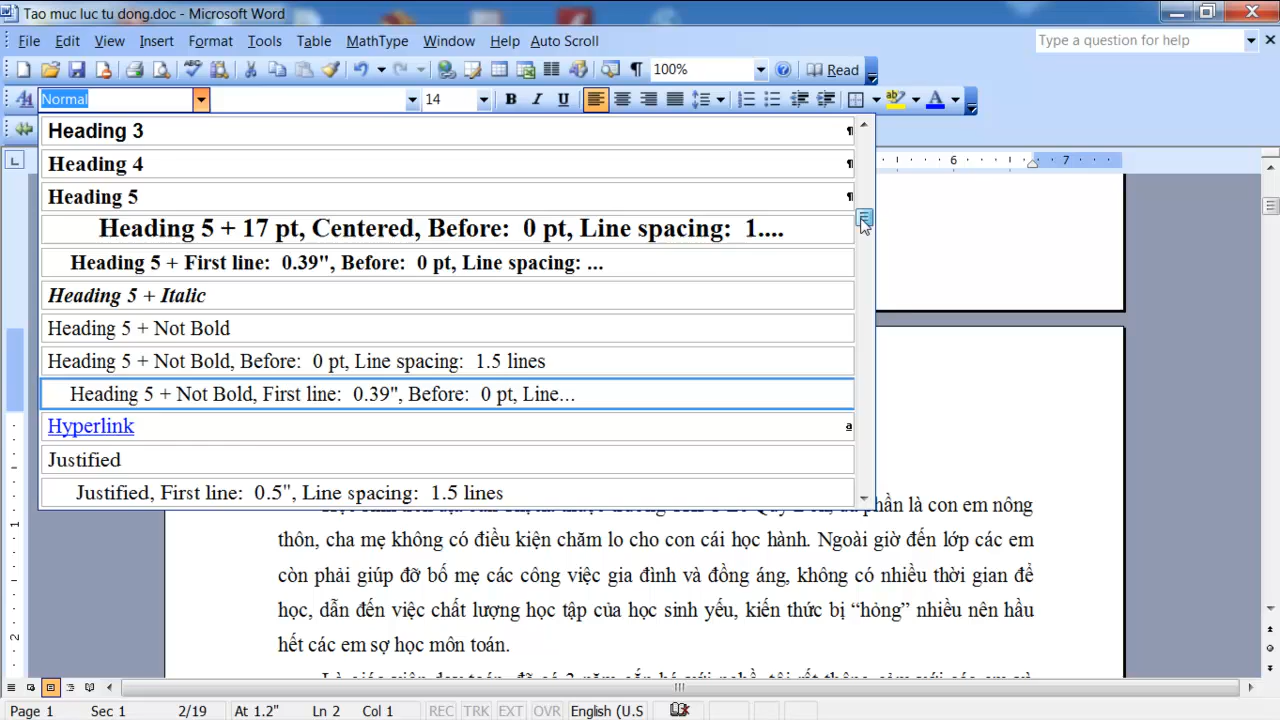 Tao muc luc tu dong.doc - Microsoft Word
File Edit View Insert Format Tools Table MathType Window Help Auto Scroll Type a question for help
100% Read
Normal 14 B I U
Heading 3
Heading 4
Heading 5
6 7
Heading 5 + 17 pt, Centered, Before: 0 pt, Line spacing: 1....
Heading 5 + First line: 0.39", Before: 0 pt, Line spacing: ...
Heading 5 + Italic
Heading 5 + Not Bold
Heading 5 + Not Bold, Before: 0 pt, Line spacing: 1.5 lines
Heading 5 + Not Bold, First line: 0.39", Before: 0 pt, Line...
Hyperlink a
Justified
Justified, First line: 0.5", Line spacing: 1.5 lines
phần là con em nông
thôn, cha mẹ không có điều kiện chăm lo cho con cái học hành. Ngoài giờ đến lớp các em
còn phải giúp đỡ bố mẹ các công việc gia đình và đồng áng, không có nhiều thời gian để
học, dẫn đến việc chất lượng học tập của học sinh yếu, kiến thức bị “hỏng” nhiều nên hầu
hết các em sợ học môn toán.
Page 1 Sec 1 2/19 At 1.2" Ln 2 Col 1 REC TRK EXT OVR English (U.S